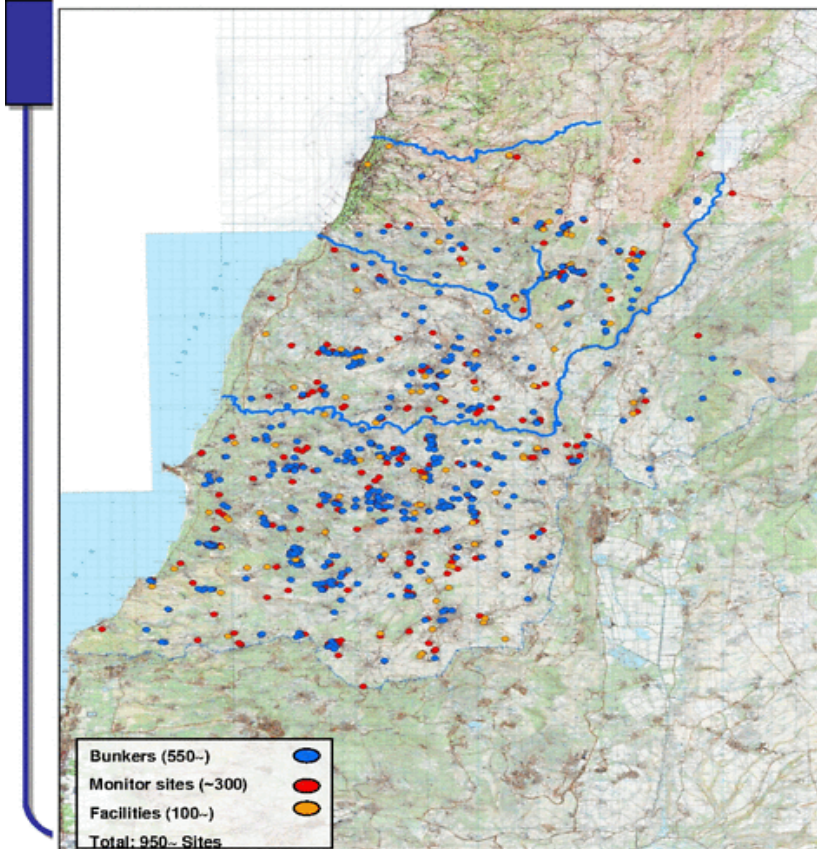 Bunkers (550~)
Monitor sites (~300)
Facilities (100~)
Total: 950~ Sites